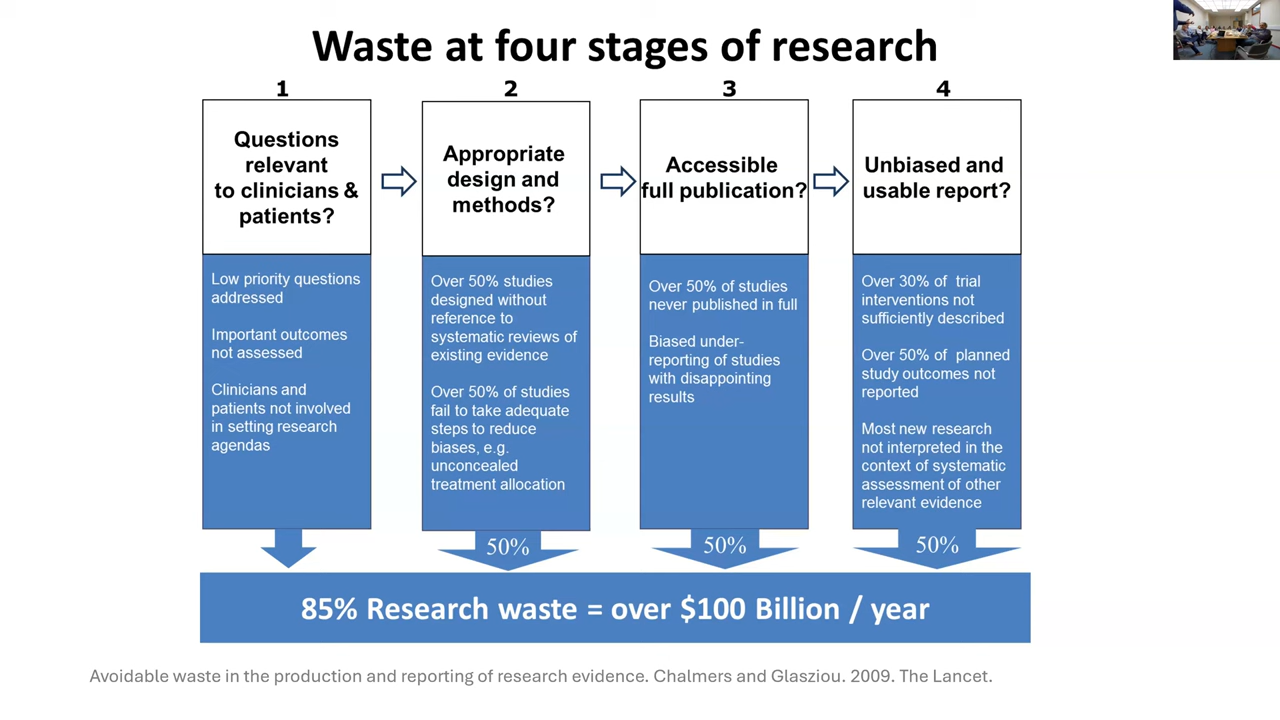 Waste at four stages of research
1
Questions
relevant
to clinicians &
patients?
Low priority questions
addressed
Important outcomes
not assessed
Clinicians and
patients not involved
in setting research
agendas
2
Appropriate
design and
methods?
Over 50% studies
designed without
reference to
systematic reviews of
existing evidence
Over 50% of studies
fail to take adequate
steps to reduce
biases, e.g.
unconcealed
treatment allocation
50%
3
Accessible
full publication?
Over 50% of studies
never published in full
Biased under-
reporting of studies
with disappointing
results
50%
4
Unbiased and
usable report?
Over 30% of trial
interventions not
sufficiently described
Over 50% of planned
study outcomes not
reported
Most new research
not interpreted in the
context of systematic
assessment of other
relevant evidence
50%
85% Research waste = over $100 Billion / year
Avoidable waste in the production and reporting of research evidence. Chalmers and Glasziou. 2009. The Lancet.